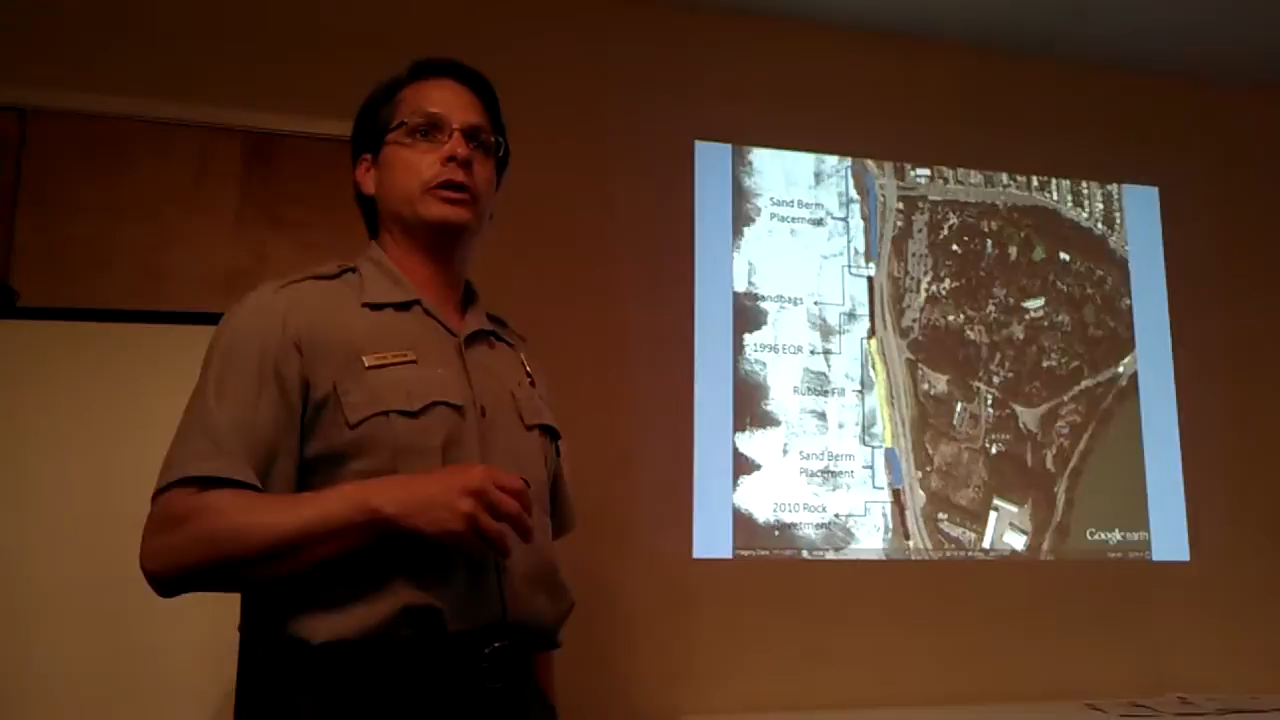 Sand Berm
Placement
Sandbags
1996 EQR
Rubble Fill
Sand Berm
Placement
2010 Rock
Revetment
Google earth